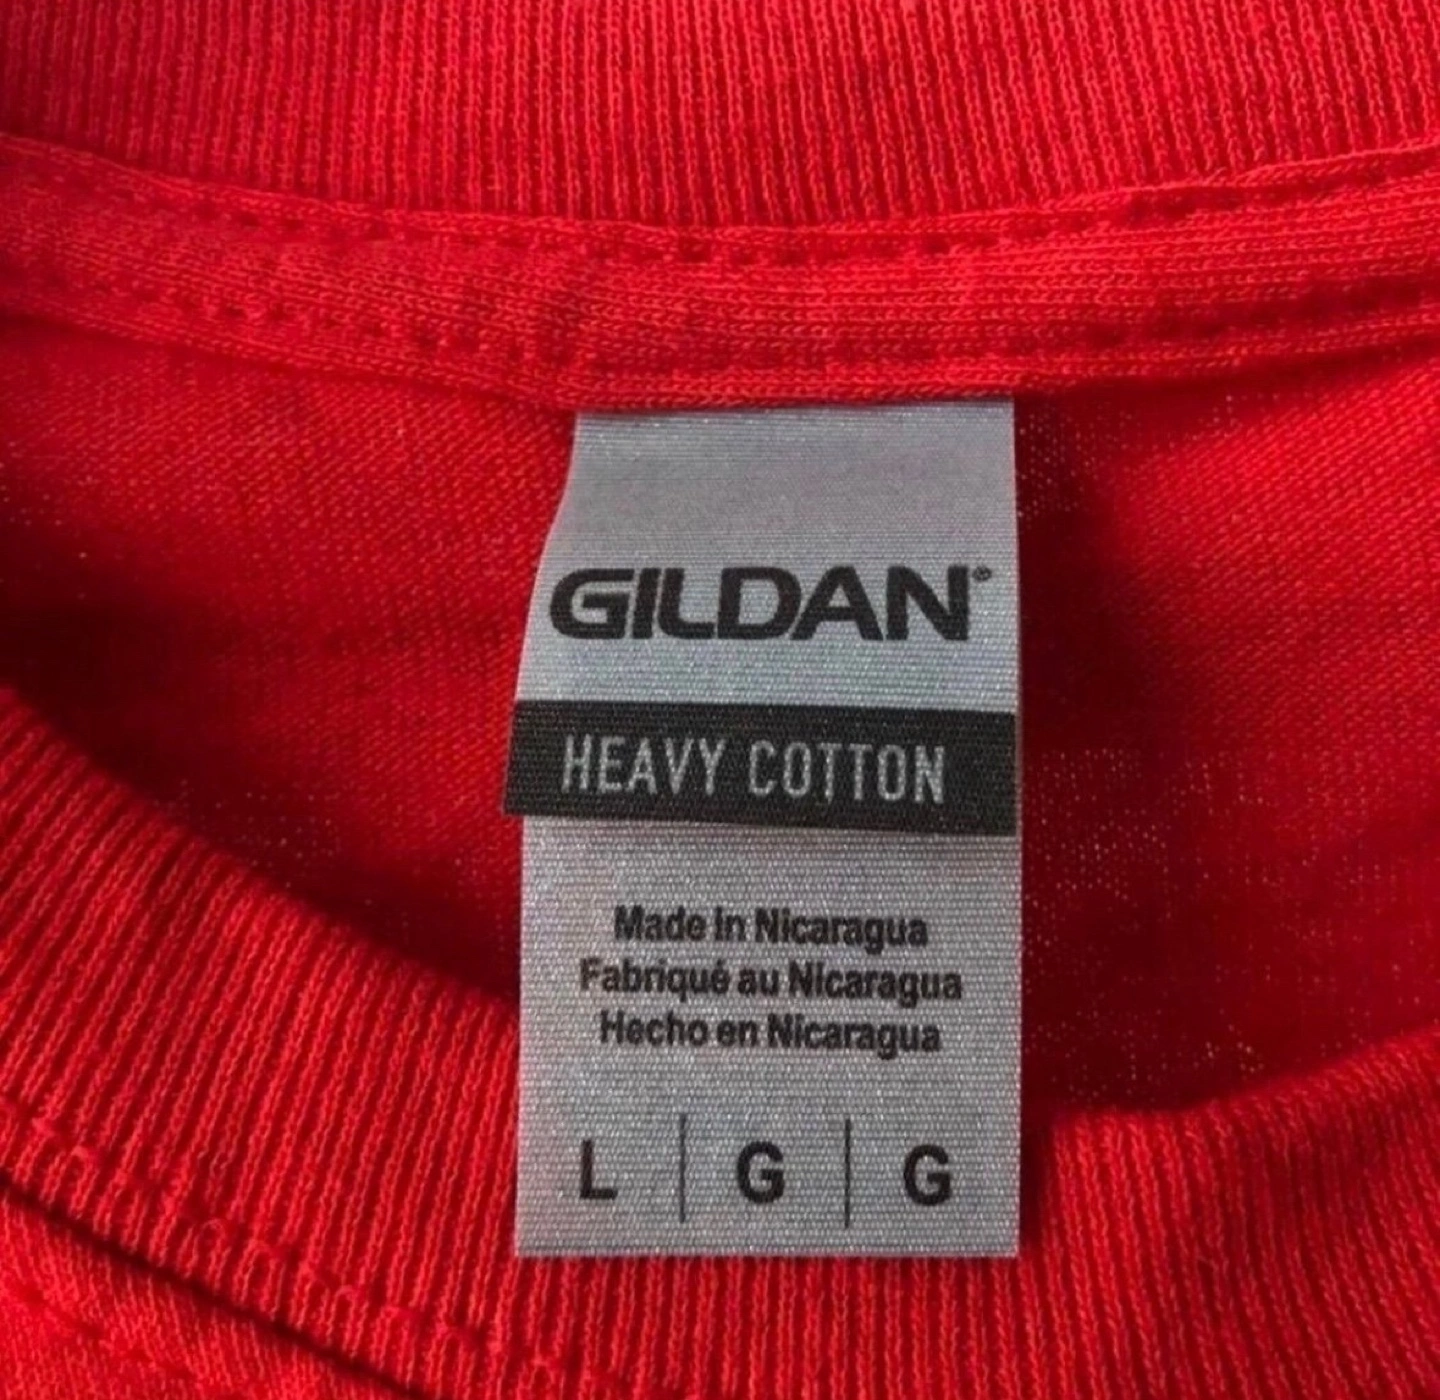 GILDAN®
HEAVY COTTON
Made in Nicaragua
Fabriqué au Nicaragua
Hecho en Nicaragua
L | G | G